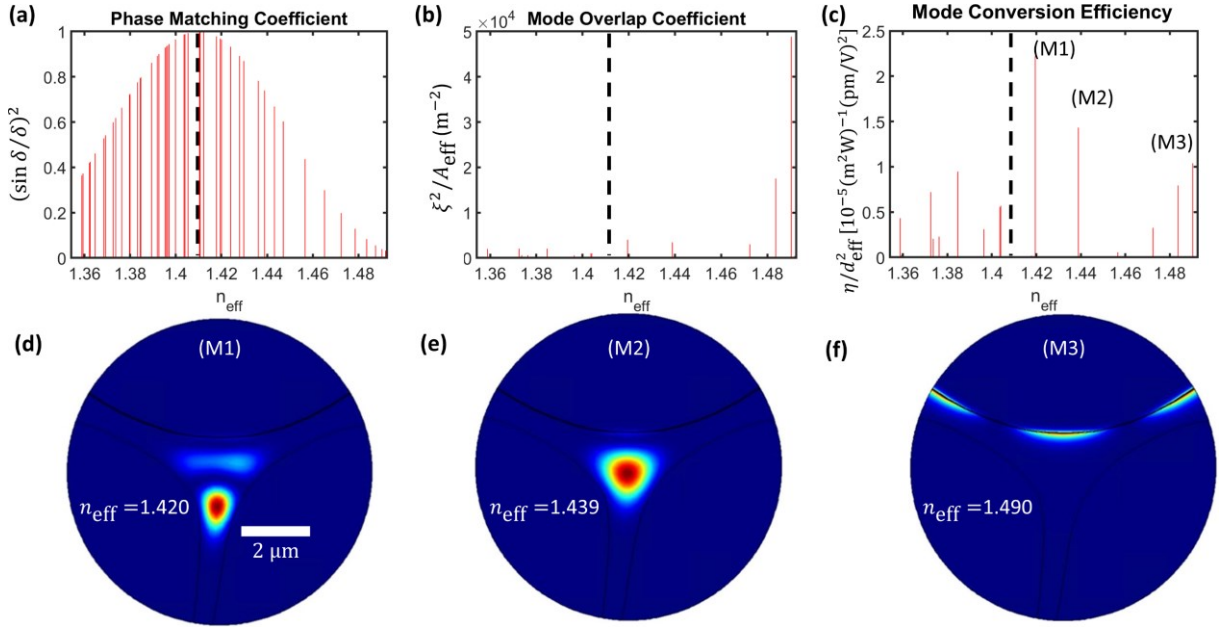 (a)
Phase Matching Coefficient
(sin δ/δ)²
1
0.8
0.6
0.4
0.2
0
1.36 1.38 1.4 1.42 1.44 1.46 1.48
n_eff
(b)
Mode Overlap Coefficient
×10⁴
ξ²/A_eff (m⁻²)
5
4
3
2
1
0
1.36 1.38 1.4 1.42 1.44 1.46 1.48
n_eff
(c)
Mode Conversion Efficiency
η/d²_eff [10⁻⁵(m²W)⁻¹(pm/V)²]
2.5
2
1.5
1
0.5
0
1.36 1.38 1.4 1.42 1.44 1.46 1.48
n_eff
(M1)
(M2)
(M3)
(d)
(M1)
n_eff =1.420
2 μm
(e)
(M2)
n_eff =1.439
(f)
(M3)
n_eff =1.490